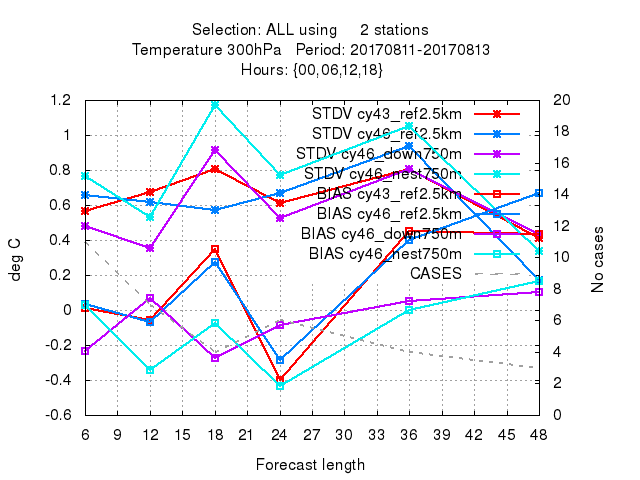 Selection: ALL using 2 stations
Temperature 300hPa Period: 20170811-20170813
Hours: {00,06,12,18}
STDV cy43_ref2.5km
STDV cy46_ref2.5km
STDV cy46_down750m
STDV cy46_nest750m
BIAS cy43_ref2.5km
BIAS cy46_ref2.5km
BIAS cy46_down750m
BIAS cy46_nest750m
CASES
deg C
1.2
1
0.8
0.6
0.4
0.2
0
-0.2
-0.4
-0.6
No cases
20
18
16
14
12
10
8
6
4
2
0
6 9 12 15 18 21 24 27 30 33 36 39 42 45 48
Forecast length